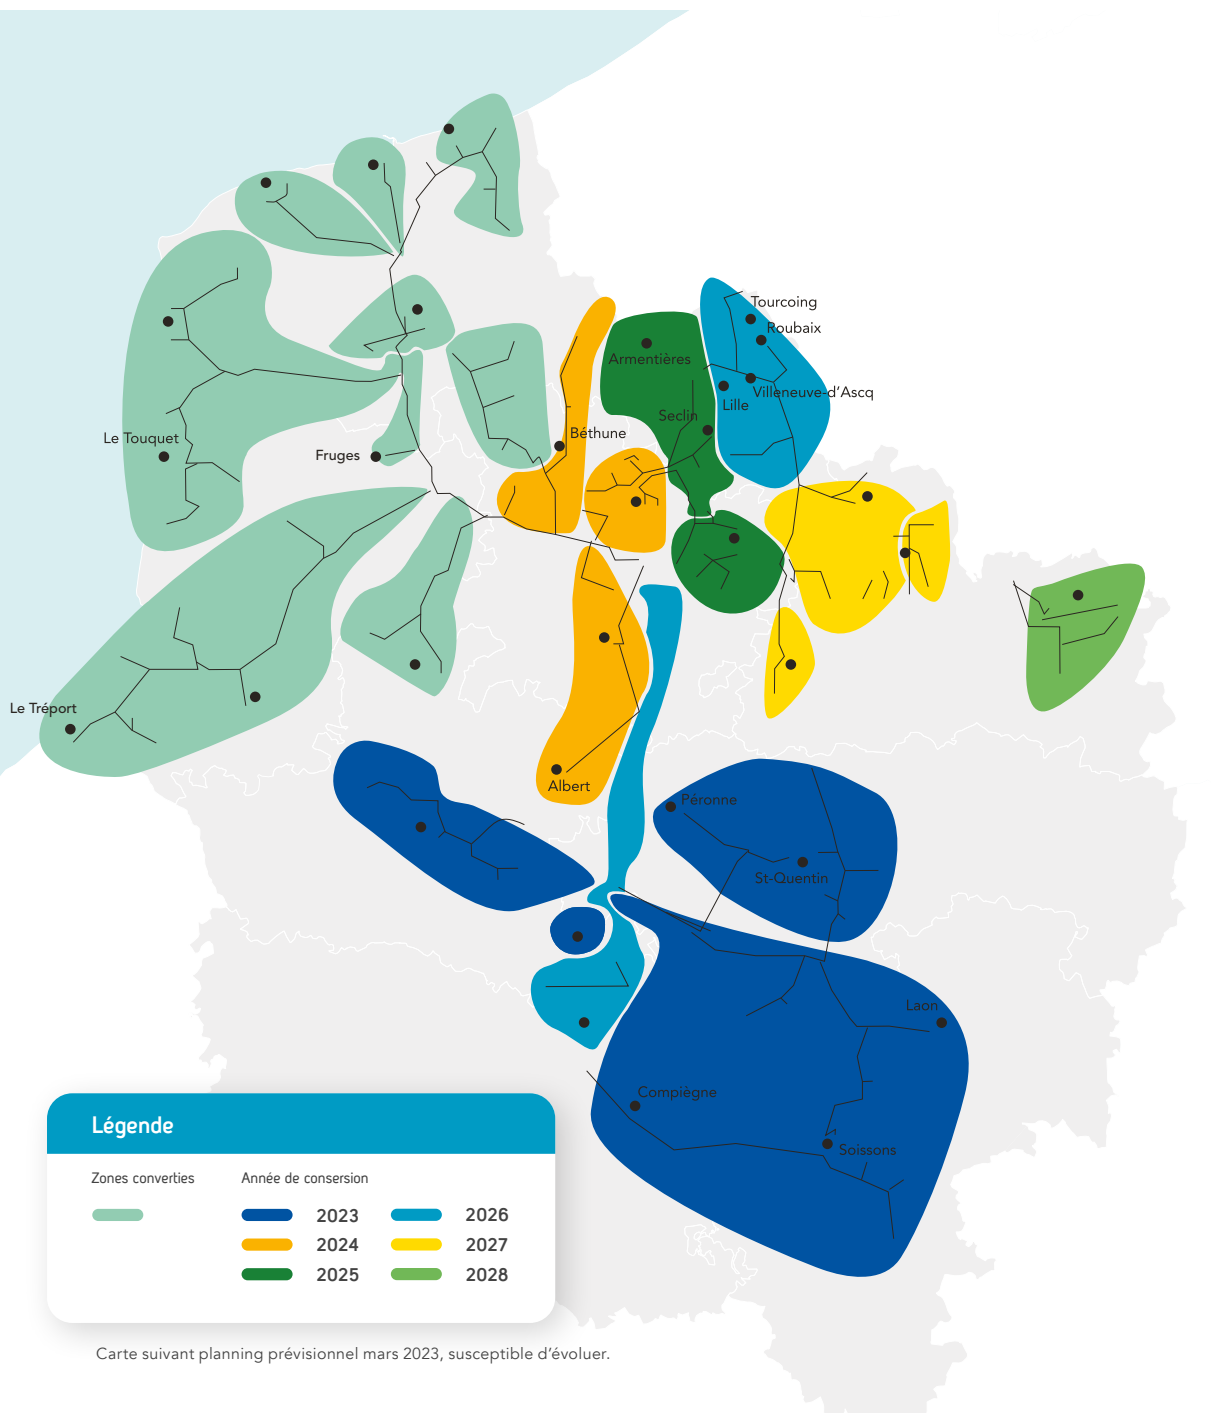 Tourcoing
Roubaix
Armentières
Villeneuve-d’Ascq
Lille
Seclin
Béthune
Le Touquet
Fruges
Le Tréport
Albert
Péronne
St-Quentin
Laon
Compiègne
Soissons
Légende
Zones converties
Année de consersion
2023
2026
2024
2027
2025
2028
Carte suivant planning prévisionnel mars 2023, susceptible d’évoluer.